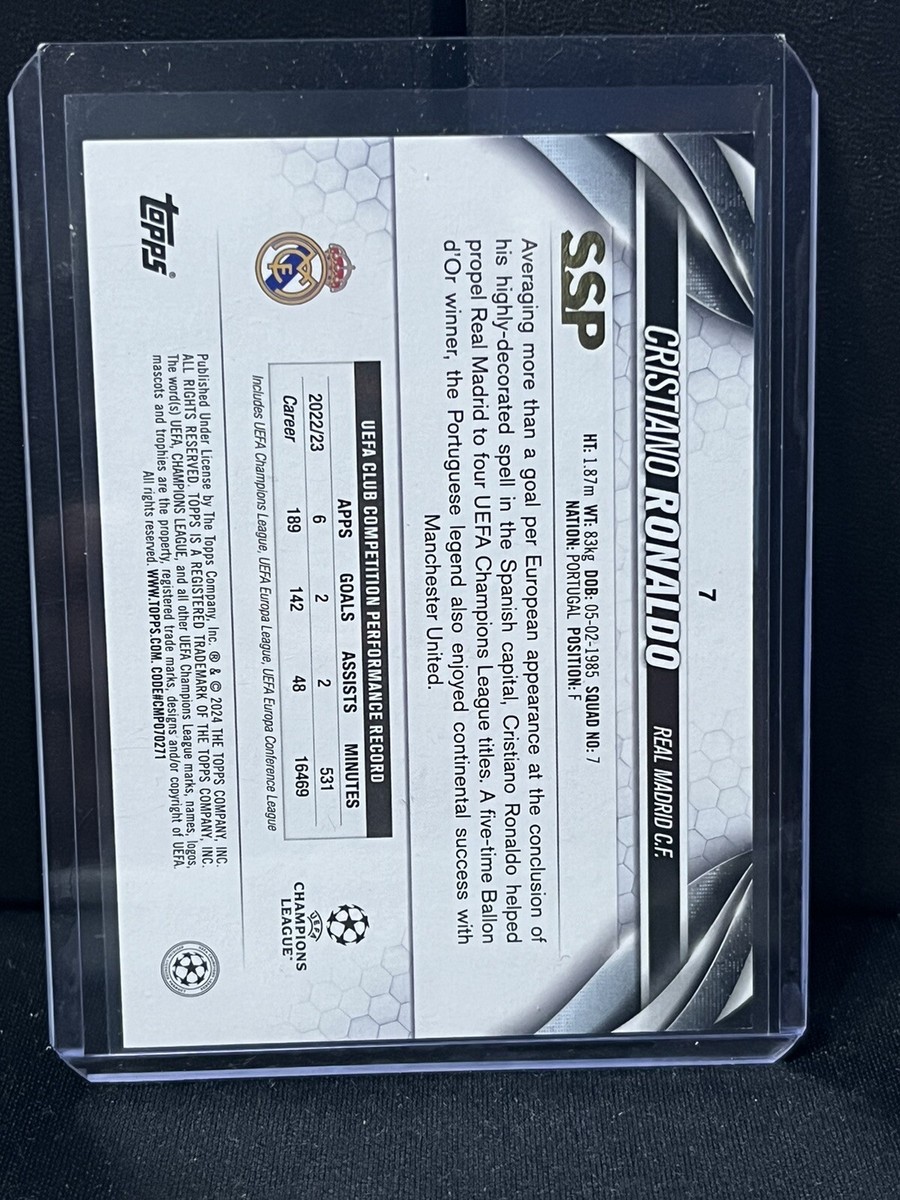 7
CRISTIANO RONALDO REAL MADRID C.F.
SSP
HT: 1.87m WT: 83kg DOB: 05-02-1985 SQUAD NO: 7
NATION: PORTUGAL POSITION: F
Averaging more than a goal per European appearance at the conclusion of
his highly-decorated spell in the Spanish capital, Cristiano Ronaldo helped
propel Real Madrid to four UEFA Champions League titles. A five-time Ballon
d'Or winner, the Portuguese legend also enjoyed continental success with
Manchester United.
UEFA CLUB COMPETITION PERFORMANCE RECORD
APPS GOALS ASSISTS MINUTES
2022/23 6 2 2 531
Career 189 142 48 16469
Includes UEFA Champions League, UEFA Europa League, UEFA Europa Conference League
UEFA
CHAMPIONS
LEAGUE
topps®
Published Under License by The Topps Company, Inc. ® & © 2024 THE TOPPS COMPANY, INC.
ALL RIGHTS RESERVED. TOPPS IS A REGISTERED TRADEMARK OF THE TOPPS COMPANY, INC.
The word(s) UEFA, CHAMPIONS LEAGUE, and all other UEFA Champions League marks, names, logos,
mascots and trophies are the property, registered trade marks, designs and/or copyright of UEFA.
All rights reserved. WWW.TOPPS.COM. CODE#CMP070271